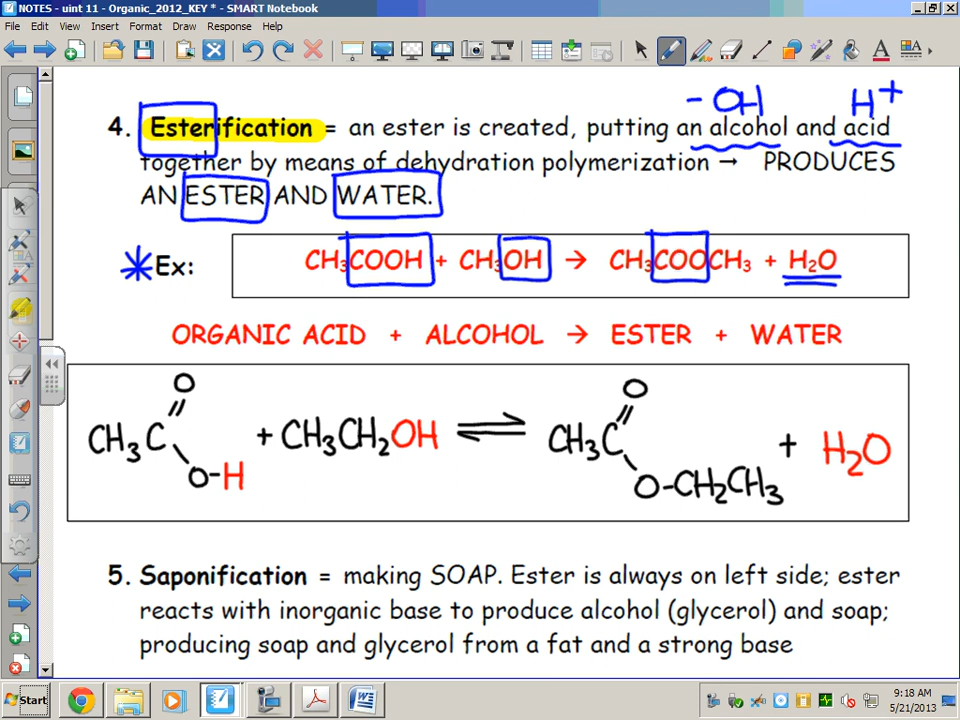 NOTES - uint 11 - Organic_2012_KEY * - SMART Notebook
File Edit View Insert Format Draw Response Help
-OH H+
4. Esterification = an ester is created, putting an alcohol and acid
together by means of dehydration polymerization → PRODUCES
AN ESTER AND WATER.
*Ex: CH₃COOH + CH₃OH → CH₃COOCH₃ + H₂O
ORGANIC ACID + ALCOHOL → ESTER + WATER
O O
CH₃C + CH₃CH₂OH ⇌ CH₃C + H₂O
O-H O-CH₂CH₃
5. Saponification = making SOAP. Ester is always on left side; ester
reacts with inorganic base to produce alcohol (glycerol) and soap;
producing soap and glycerol from a fat and a strong base
Start 9:18 AM
5/21/2013